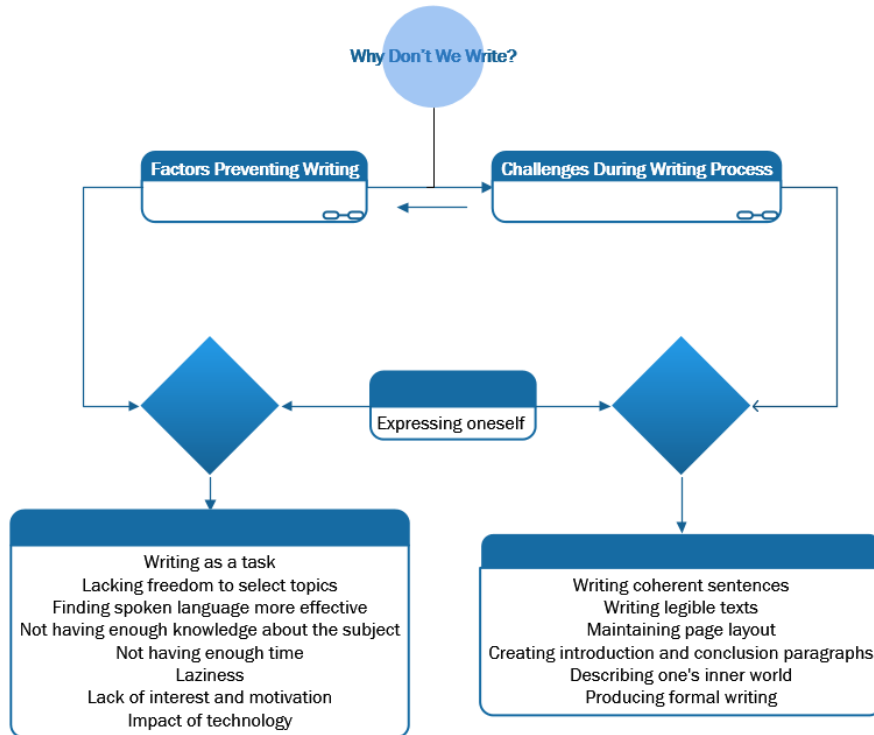 Why Don't We Write?
Factors Preventing Writing
Challenges During Writing Process
Expressing oneself
Writing as a task
Lacking freedom to select topics
Finding spoken language more effective
Not having enough knowledge about the subject
Not having enough time
Laziness
Lack of interest and motivation
Impact of technology
Writing coherent sentences
Writing legible texts
Maintaining page layout
Creating introduction and conclusion paragraphs
Describing one's inner world
Producing formal writing